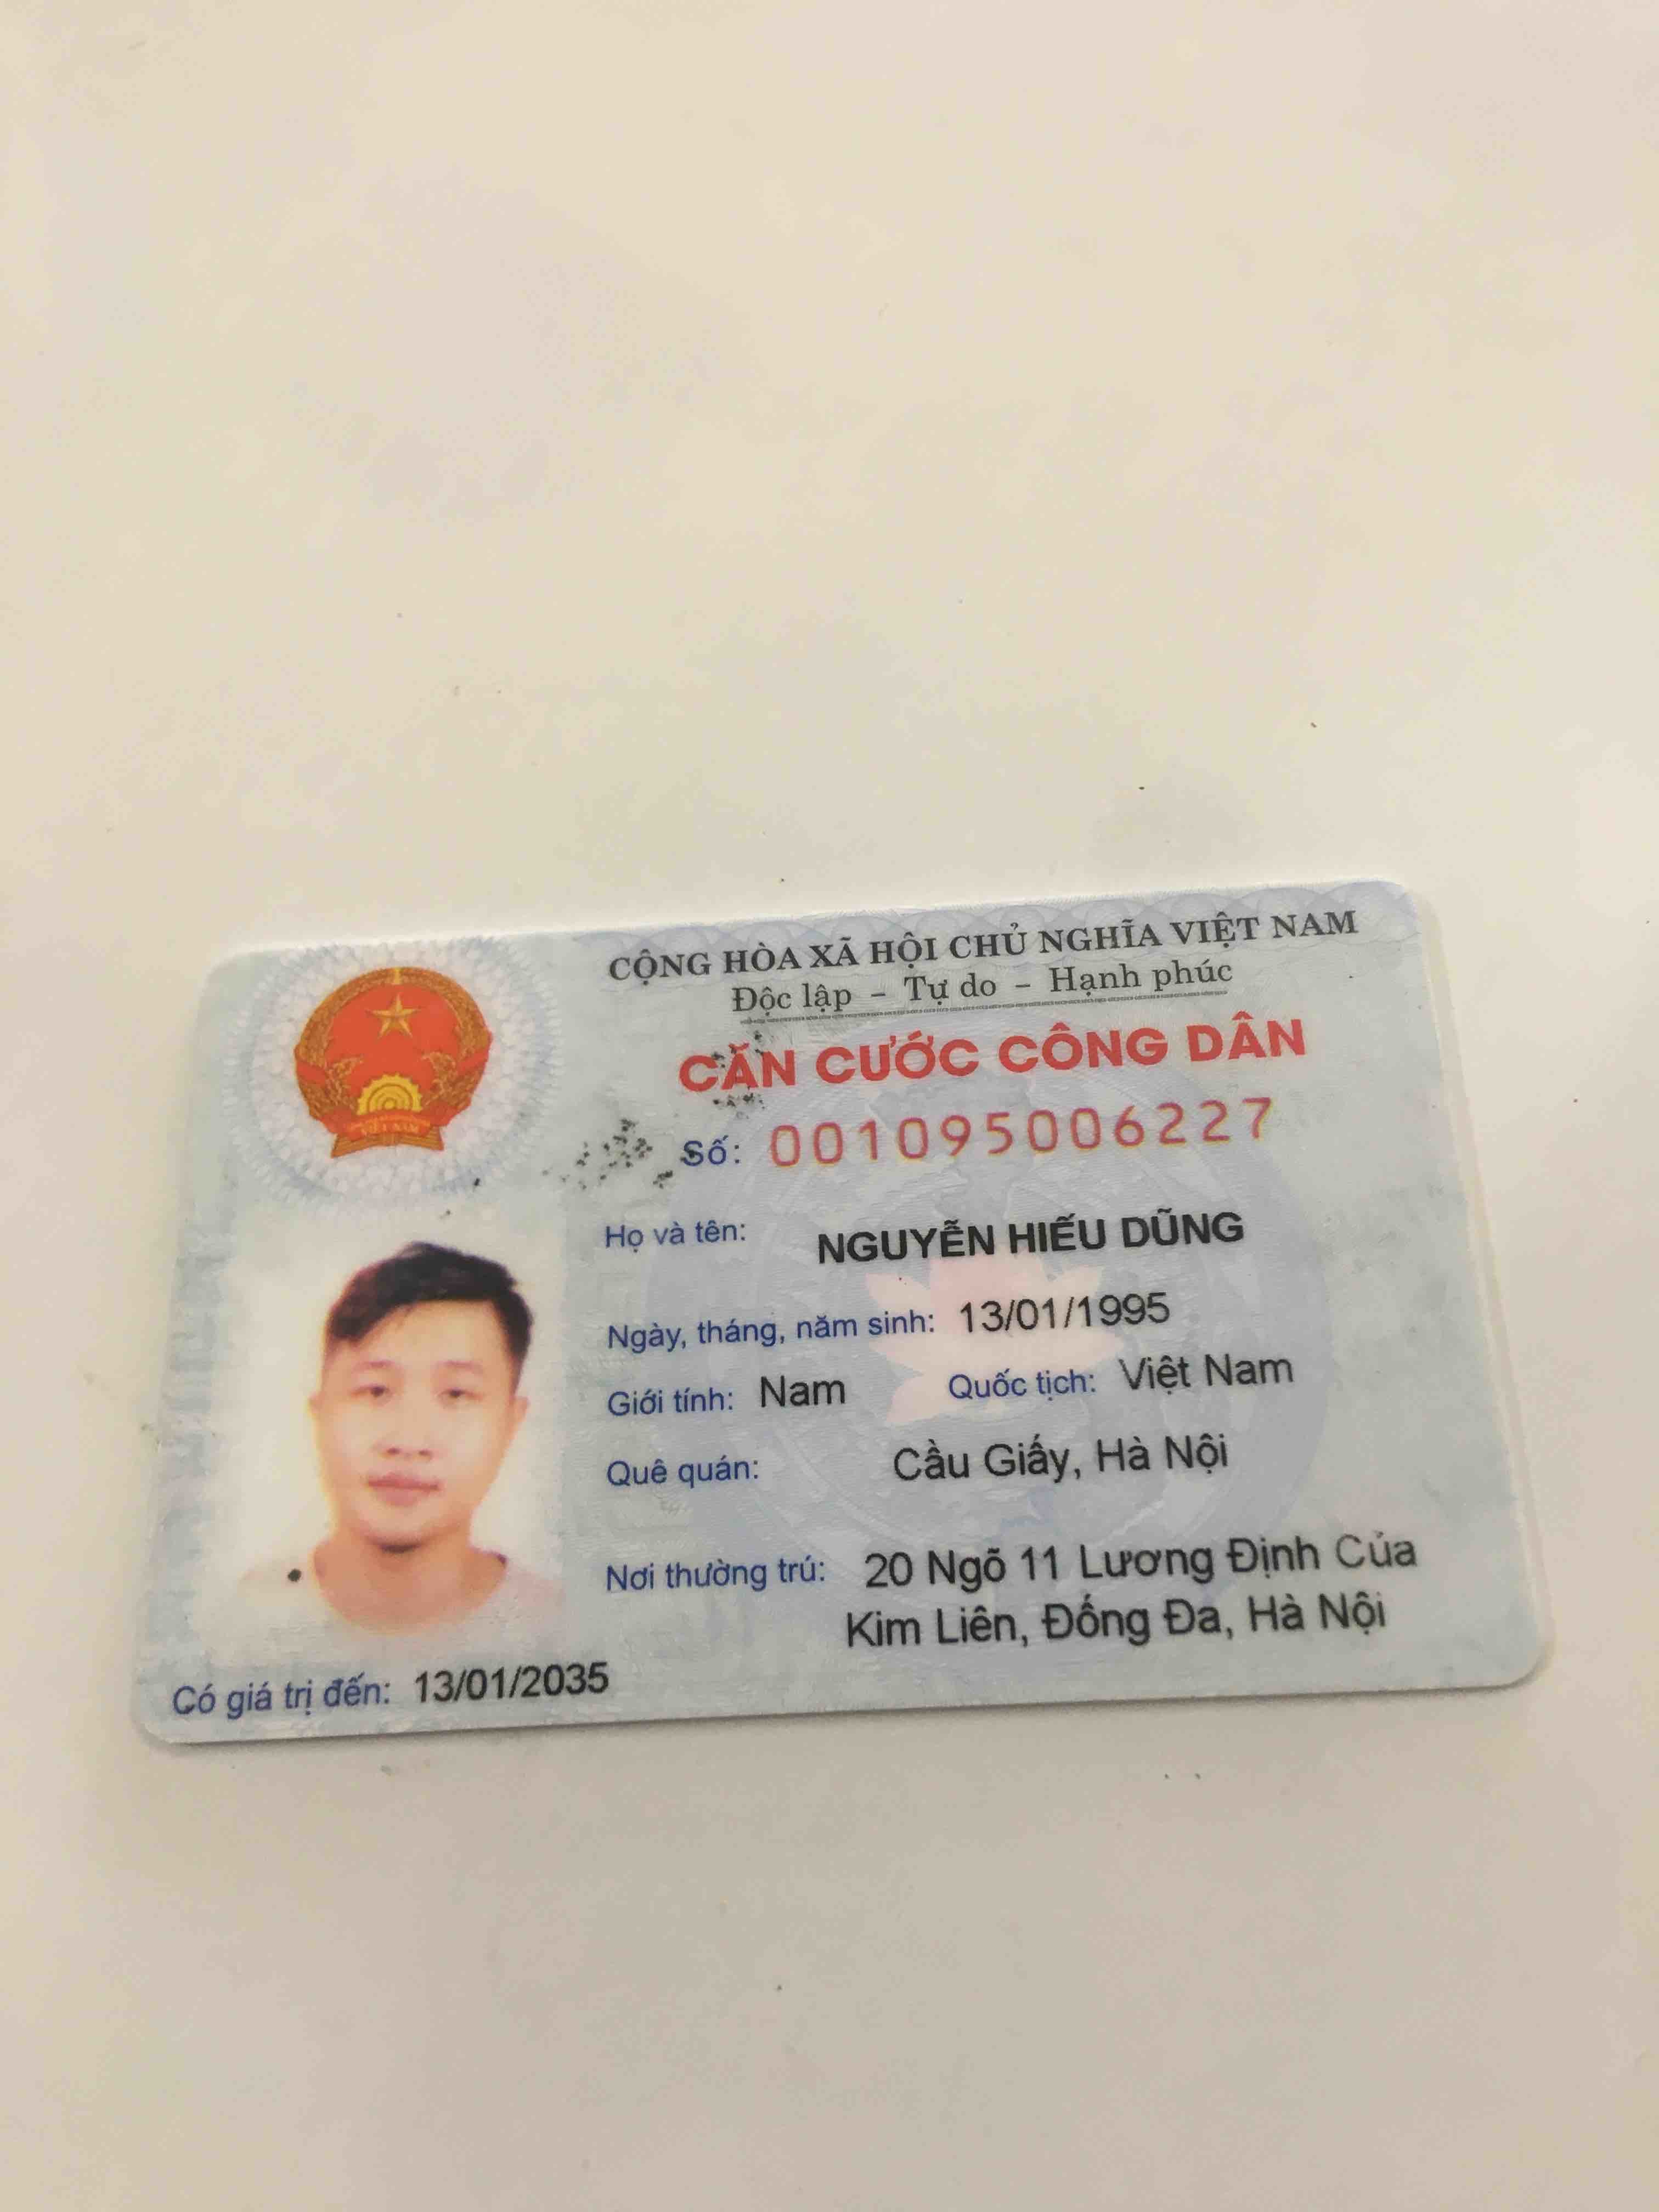 CỘNG HÒA XÃ HỘI CHỦ NGHĨA VIỆT NAM
Độc lập - Tự do - Hạnh phúc
CĂN CƯỚC CÔNG DÂN
Số: 001095006227
Họ và tên: NGUYỄN HIẾU DŨNG
Ngày, tháng, năm sinh: 13/01/1995
Giới tính: Nam Quốc tịch: Việt Nam
Quê quán: Cầu Giấy, Hà Nội
Nơi thường trú: 20 Ngõ 11 Lương Định Của
Kim Liên, Đống Đa, Hà Nội
Có giá trị đến: 13/01/2035
VIỆT NAM